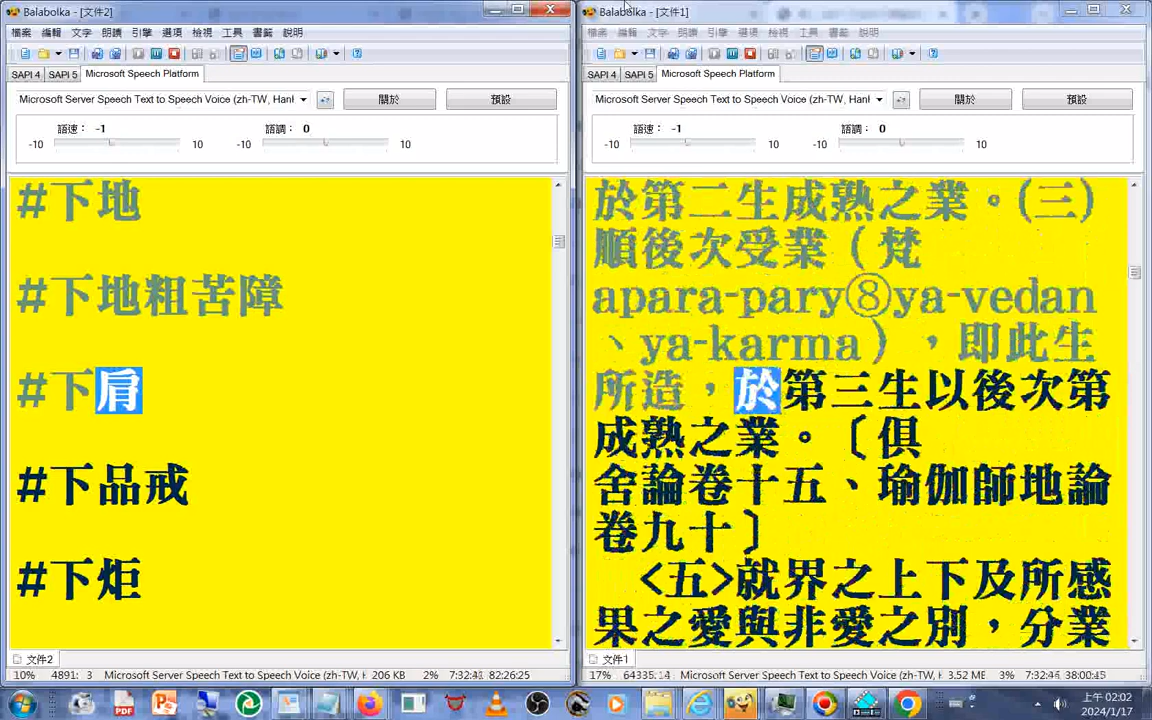 Balabolka - [文件2]
檔案 編輯 文字 朗讀 引擎 選項 檢視 工具 書籤 說明
SAPI 4 SAPI 5 Microsoft Speech Platform
Microsoft Server Speech Text to Speech Voice (zh-TW, Hanl
關於
預設
語速： -1
語調： 0
-10 10 -10 10
#下地
#下地粗苦障
#下肩
#下品戒
#下炬
文件2
10% 4891: 3 Microsoft Server Speech Text to Speech Voice (zh-TW, H 206 KB 2% 7:32:4 82:26:25
Balabolka - [文件1]
檔案 編輯 文字 朗讀 引擎 選項 檢視 工具 書籤 說明
SAPI 4 SAPI 5 Microsoft Speech Platform
Microsoft Server Speech Text to Speech Voice (zh-TW, Hanl
關於
預設
語速： -1
語調： 0
-10 10 -10 10
於第二生成熟之業。(三)
順後次受業（梵
apara-pary⑧ya-vedan
、ya-karma），即此生
所造，於第三生以後次第
成熟之業。〔俱
舍論卷十五、瑜伽師地論
卷九十〕
<五>就界之上下及所感
果之愛與非愛之別，分業
文件1
17% 64335:14 Microsoft Server Speech Text to Speech Voice (zh-TW, H 3.52 MB 3% 7:32:4 38:00:45
上午 02:02
2024/1/17